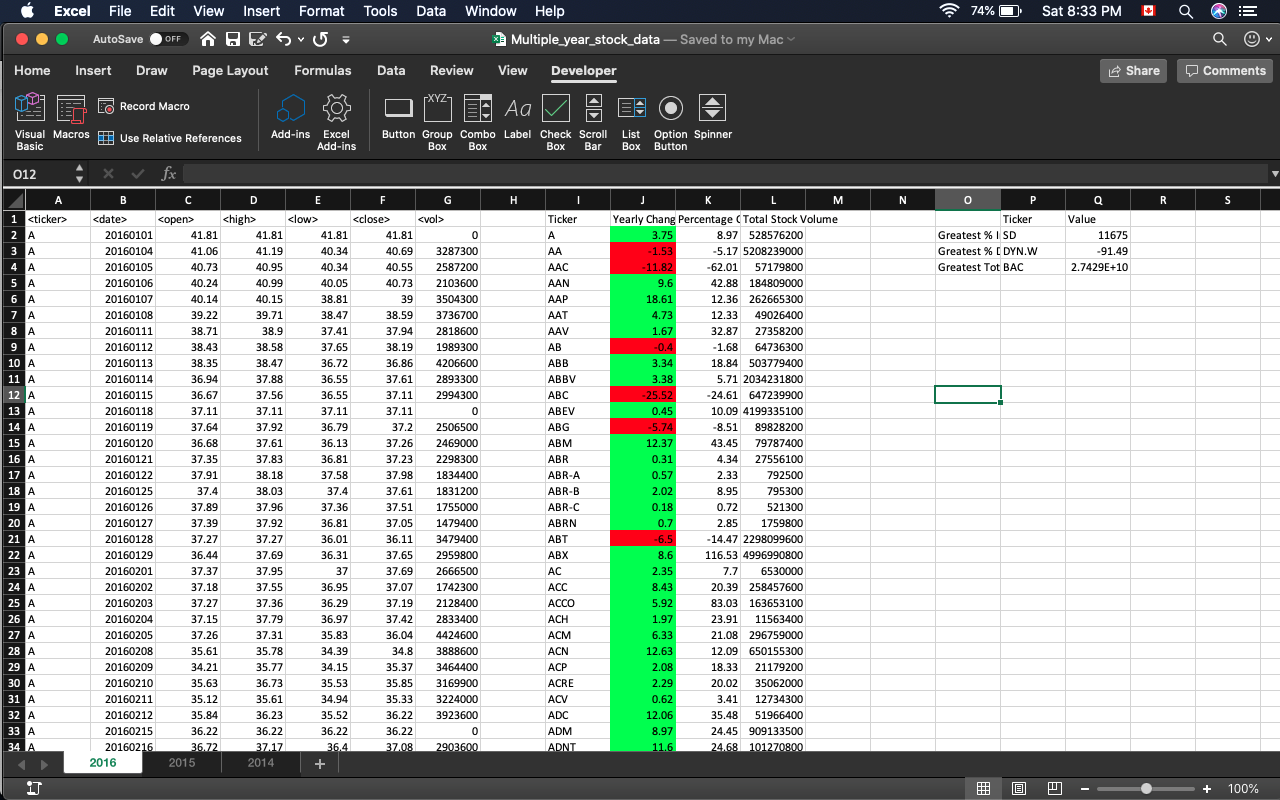 Excel File Edit View Insert Format Tools Data Window Help 74% Sat 8:33 PM
AutoSave OFF Multiple_year_stock_data — Saved to my Mac
Home Insert Draw Page Layout Formulas Data Review View Developer Share Comments
Visual Basic Macros Record Macro Use Relative References Add-ins Excel Add-ins Button Group Box Combo Box Label Check Box Scroll Bar List Box Option Button Spinner
XYZ Aa
O12 fx
A B C D E F G H I J K L M N O P Q R S
1 <ticker> <date> <open> <high> <low> <close> <vol> Ticker Yearly Chang Percentage C Total Stock Volume Ticker Value
2 A 20160101 41.81 41.81 41.81 41.81 0 A 3.75 8.97 528576200 Greatest % I SD 11675
3 A 20160104 41.06 41.19 40.34 40.69 3287300 AA -1.53 -5.17 5208239000 Greatest % D DYN.W -91.49
4 A 20160105 40.73 40.95 40.34 40.55 2587200 AAC -11.82 -62.01 57179800 Greatest Tot BAC 2.7429E+10
5 A 20160106 40.24 40.99 40.05 40.73 2103600 AAN 9.6 42.88 184809000
6 A 20160107 40.14 40.15 38.81 39 3504300 AAP 18.61 12.36 262665300
7 A 20160108 39.22 39.71 38.47 38.59 3736700 AAT 4.73 12.33 49026400
8 A 20160111 38.71 38.9 37.41 37.94 2818600 AAV 1.67 32.87 27358200
9 A 20160112 38.43 38.58 37.65 38.19 1989300 AB -0.4 -1.68 64736300
10 A 20160113 38.35 38.47 36.72 36.86 4206600 ABB 3.34 18.84 503779400
11 A 20160114 36.94 37.88 36.55 37.61 2893300 ABBV 3.38 5.71 2034231800
12 A 20160115 36.67 37.56 36.55 37.11 2994300 ABC -25.52 -24.61 647239900
13 A 20160118 37.11 37.11 37.11 37.11 0 ABEV 0.45 10.09 4199335100
14 A 20160119 37.64 37.92 36.79 37.2 2506500 ABG -5.74 -8.51 89828200
15 A 20160120 36.68 37.61 36.13 37.26 2469000 ABM 12.37 43.45 79787400
16 A 20160121 37.35 37.83 36.81 37.23 2298300 ABR 0.31 4.34 27556100
17 A 20160122 37.91 38.18 37.58 37.98 1834400 ABR-A 0.57 2.33 792500
18 A 20160125 37.4 38.03 37.4 37.61 1831200 ABR-B 2.02 8.95 795300
19 A 20160126 37.89 37.96 37.36 37.51 1755000 ABR-C 0.18 0.72 521300
20 A 20160127 37.39 37.92 36.81 37.05 1479400 ABRN 0.7 2.85 1759800
21 A 20160128 37.27 37.27 36.01 36.11 3479400 ABT -6.5 -14.47 2298099600
22 A 20160129 36.44 37.69 36.31 37.65 2959800 ABX 8.6 116.53 4996990800
23 A 20160201 37.37 37.95 37 37.69 2666500 AC 2.35 7.7 6530000
24 A 20160202 37.18 37.55 36.95 37.07 1742300 ACC 8.43 20.39 258457600
25 A 20160203 37.27 37.36 36.29 37.19 2128400 ACCO 5.92 83.03 163653100
26 A 20160204 37.15 37.79 36.97 37.42 2833400 ACH 1.97 23.91 11563400
27 A 20160205 37.26 37.31 35.83 36.04 4424600 ACM 6.33 21.08 296759000
28 A 20160208 35.61 35.78 34.39 34.8 3888600 ACN 12.63 12.09 650155300
29 A 20160209 34.21 35.77 34.15 35.37 3464400 ACP 2.08 18.33 21179200
30 A 20160210 35.63 36.73 35.53 35.85 3169900 ACRE 2.29 20.02 35062000
31 A 20160211 35.12 35.61 34.94 35.33 3224000 ACV 0.62 3.41 12734300
32 A 20160212 35.84 36.23 35.52 36.22 3923600 ADC 12.06 35.48 51966400
33 A 20160215 36.22 36.22 36.22 36.22 0 ADM 8.97 24.45 909133500
34 A 20160216 36.72 37.17 36.4 37.08 2903600 ADNT 11.6 24.68 101270800
2016 2015 2014 +
− + 100%